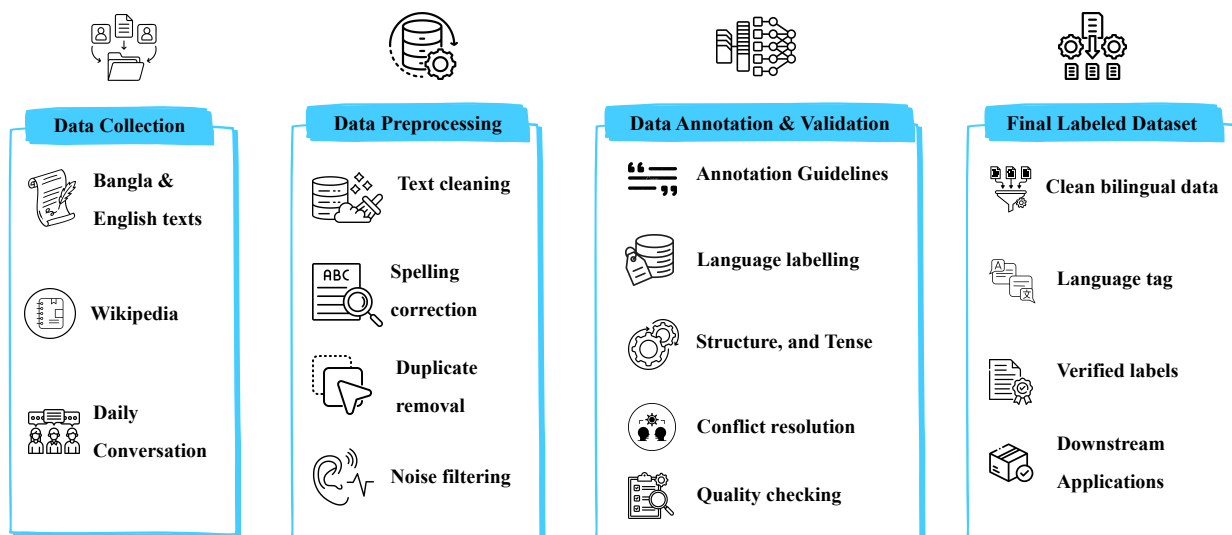 Data Collection
Bangla &
English texts
Wikipedia
Daily
Conversation
Data Preprocessing
Text cleaning
ABC
Spelling
correction
Duplicate
removal
Noise filtering
Data Annotation & Validation
Annotation Guidelines
Language labelling
Structure, and Tense
Conflict resolution
Quality checking
Final Labeled Dataset
Clean bilingual data
A
文
Language tag
Verified labels
Downstream
Applications